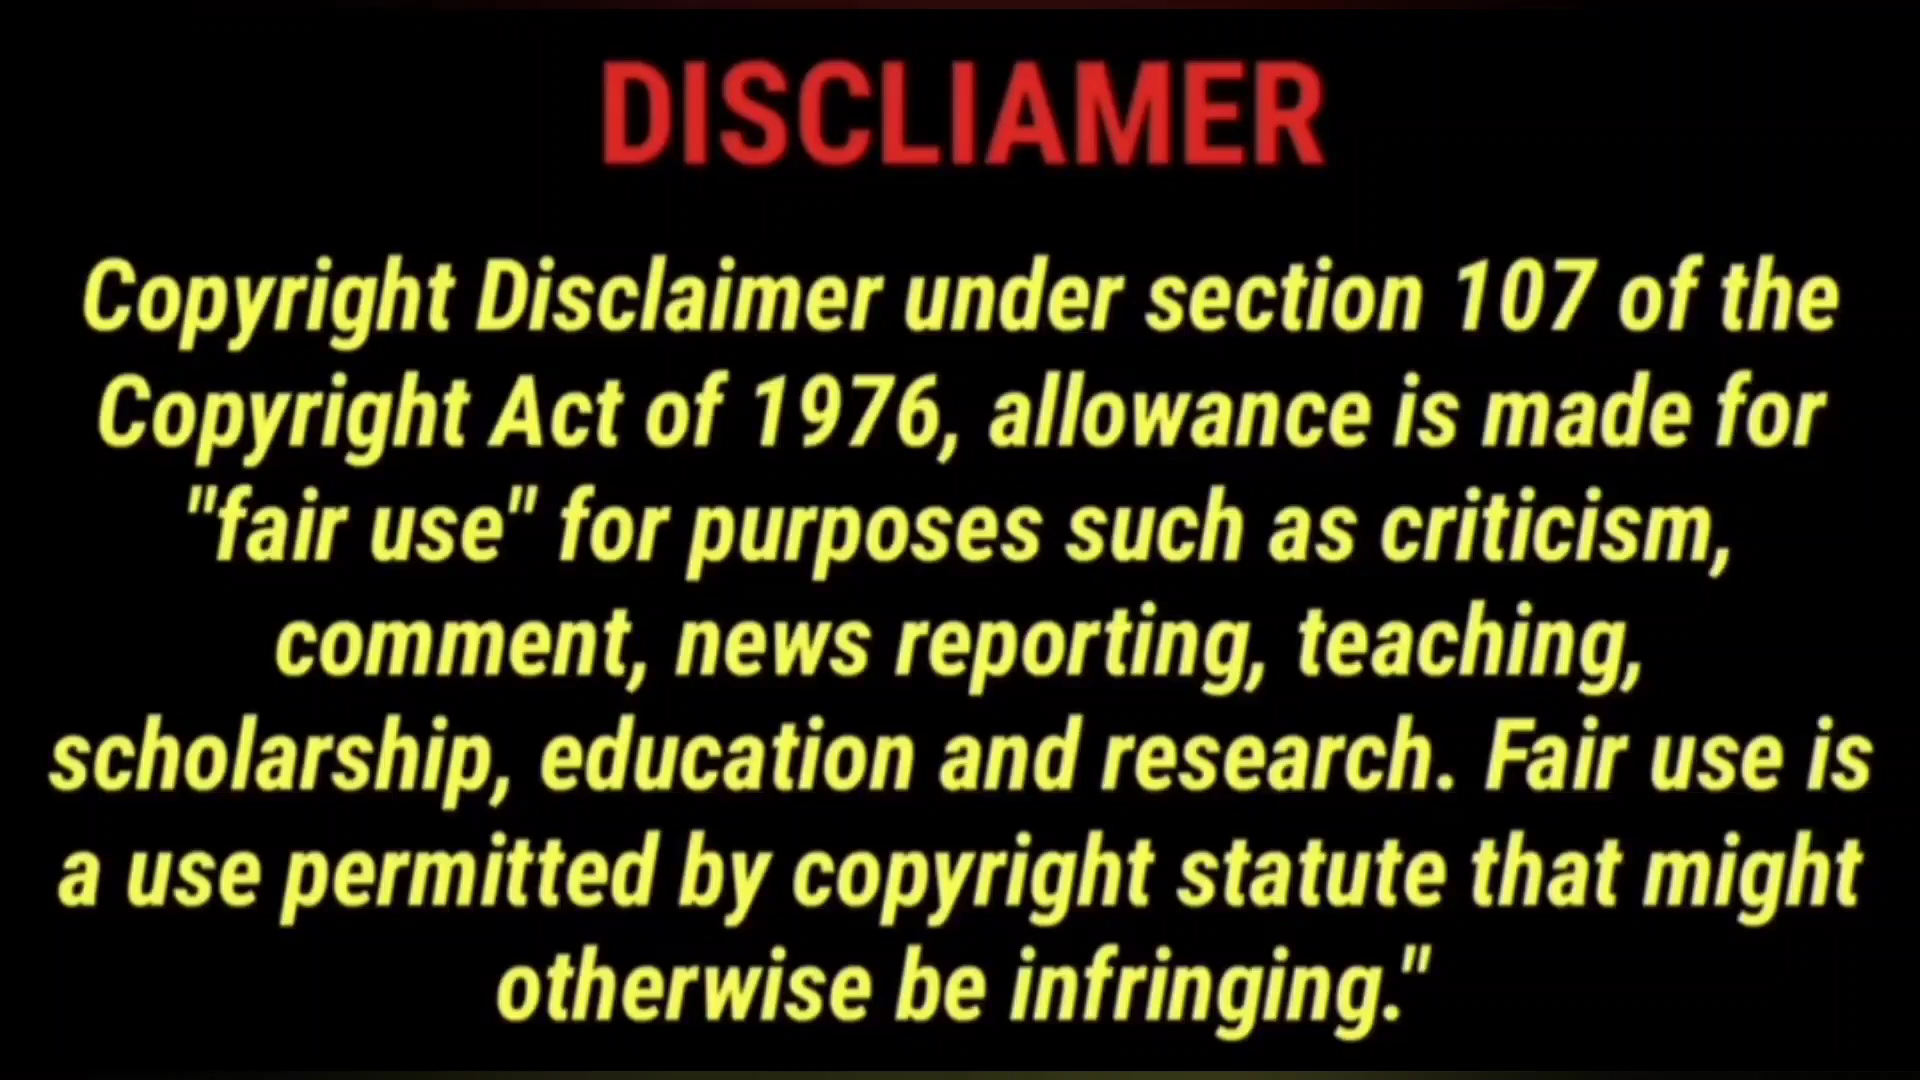 DISCLIAMER
Copyright Disclaimer under section 107 of the
Copyright Act of 1976, allowance is made for
"fair use" for purposes such as criticism,
comment, news reporting, teaching,
scholarship, education and research. Fair use is
a use permitted by copyright statute that might
otherwise be infringing."